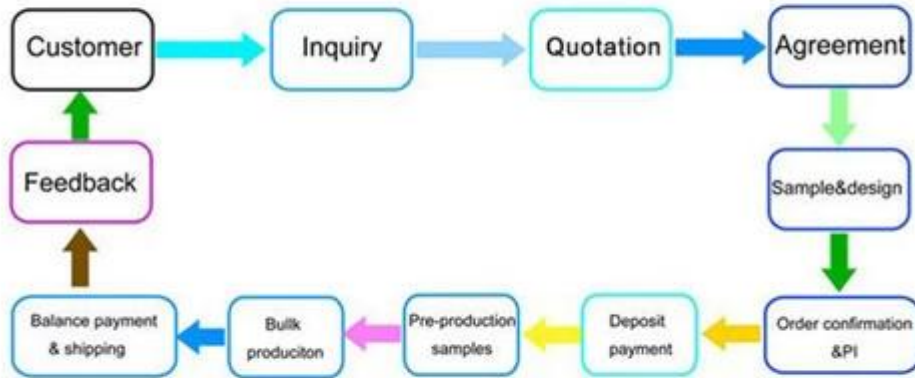 Customer
Inquiry
Quotation
Agreement
Sample&design
Order confirmation
&PI
Deposit
payment
Pre-production
samples
Bullk
produciton
Balance payment
& shipping
Feedback